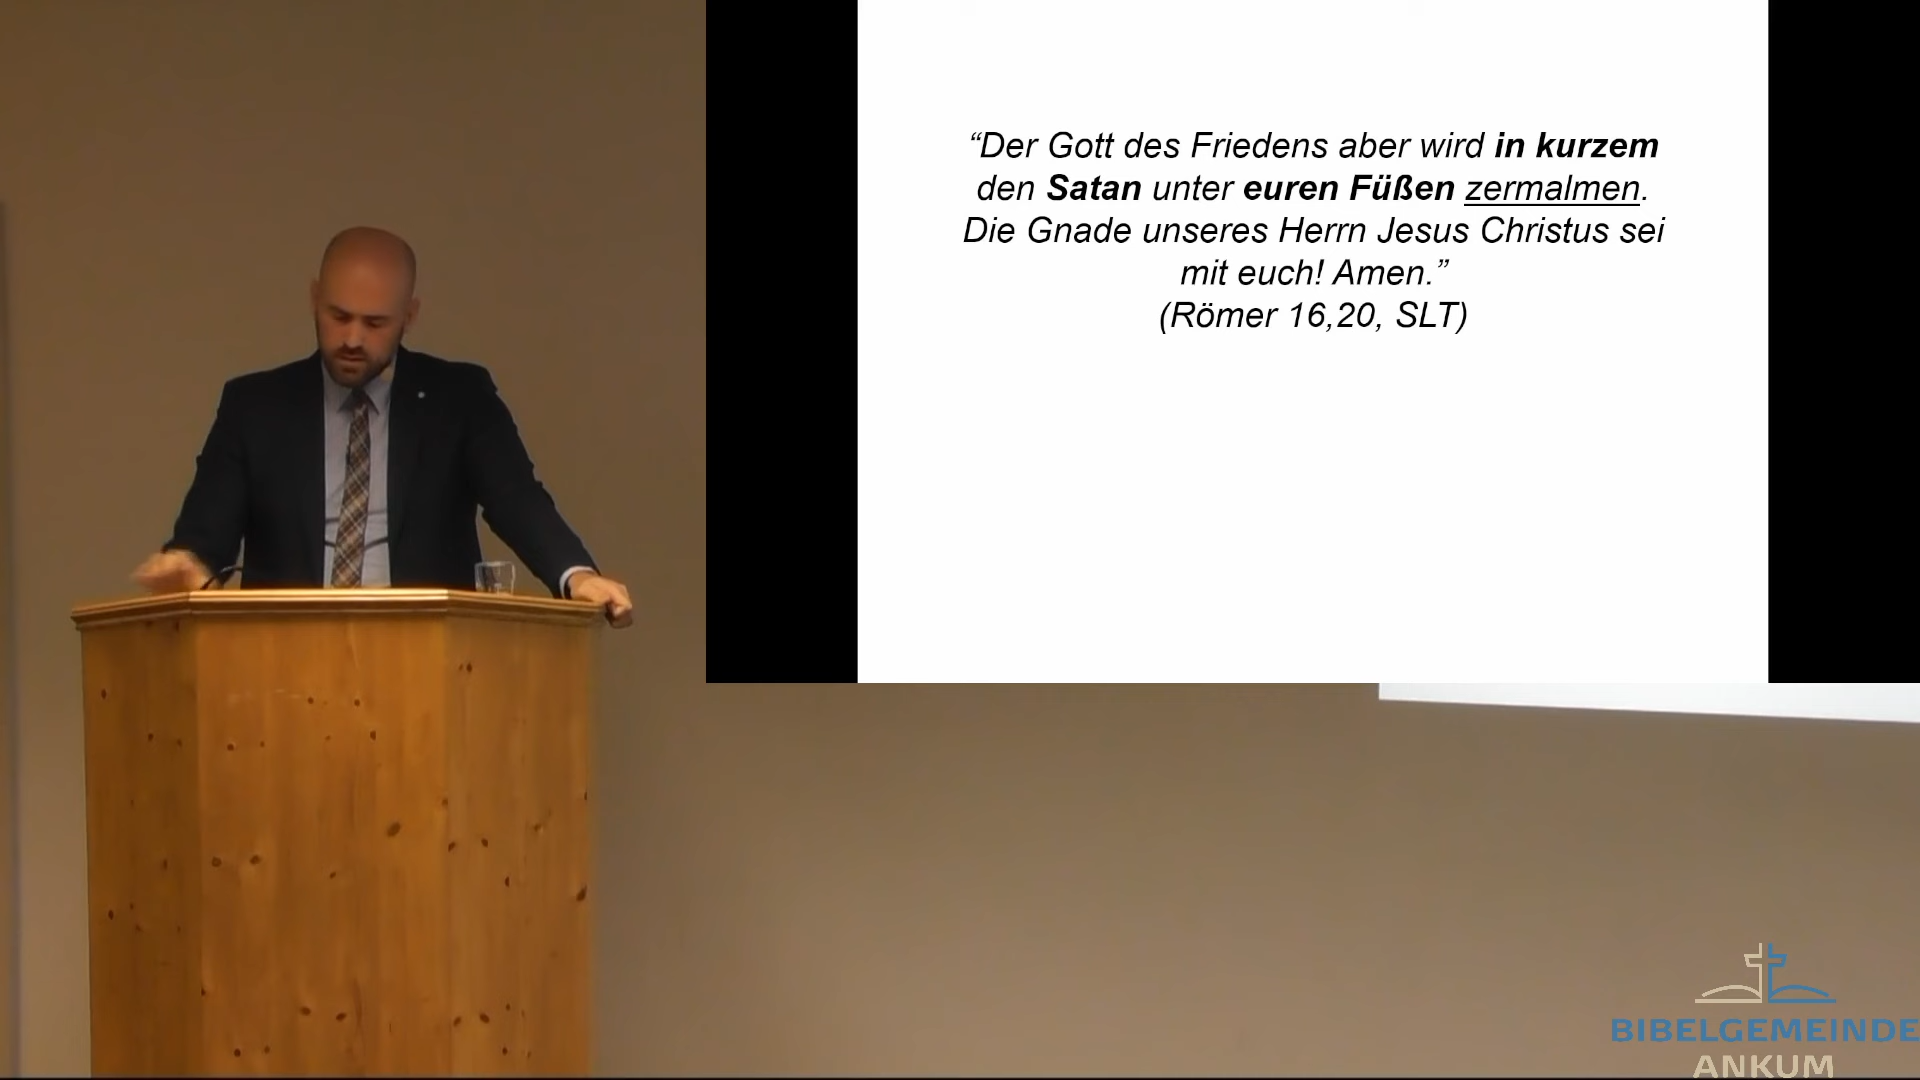 “Der Gott des Friedens aber wird in kurzem
den Satan unter euren Füßen zermalmen.
Die Gnade unseres Herrn Jesus Christus sei
mit euch! Amen.”
(Römer 16,20, SLT)
BIBELGEMEINDE
ANKUM